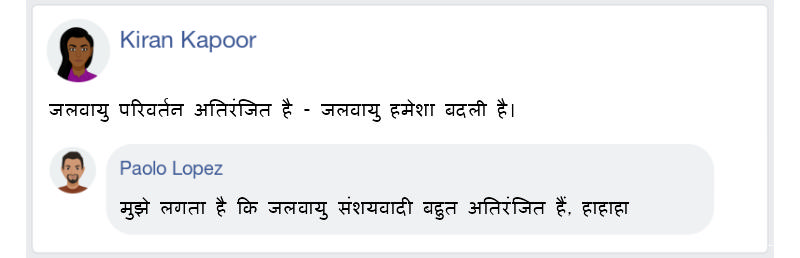 Kiran Kapoor
जलवायु परिवर्तन अतिरंजित है - जलवायु हमेशा बदली है।
Paolo Lopez
मुझे लगता है कि जलवायु संशयवादी बहुत अतिरंजित हैं, हाहाहा